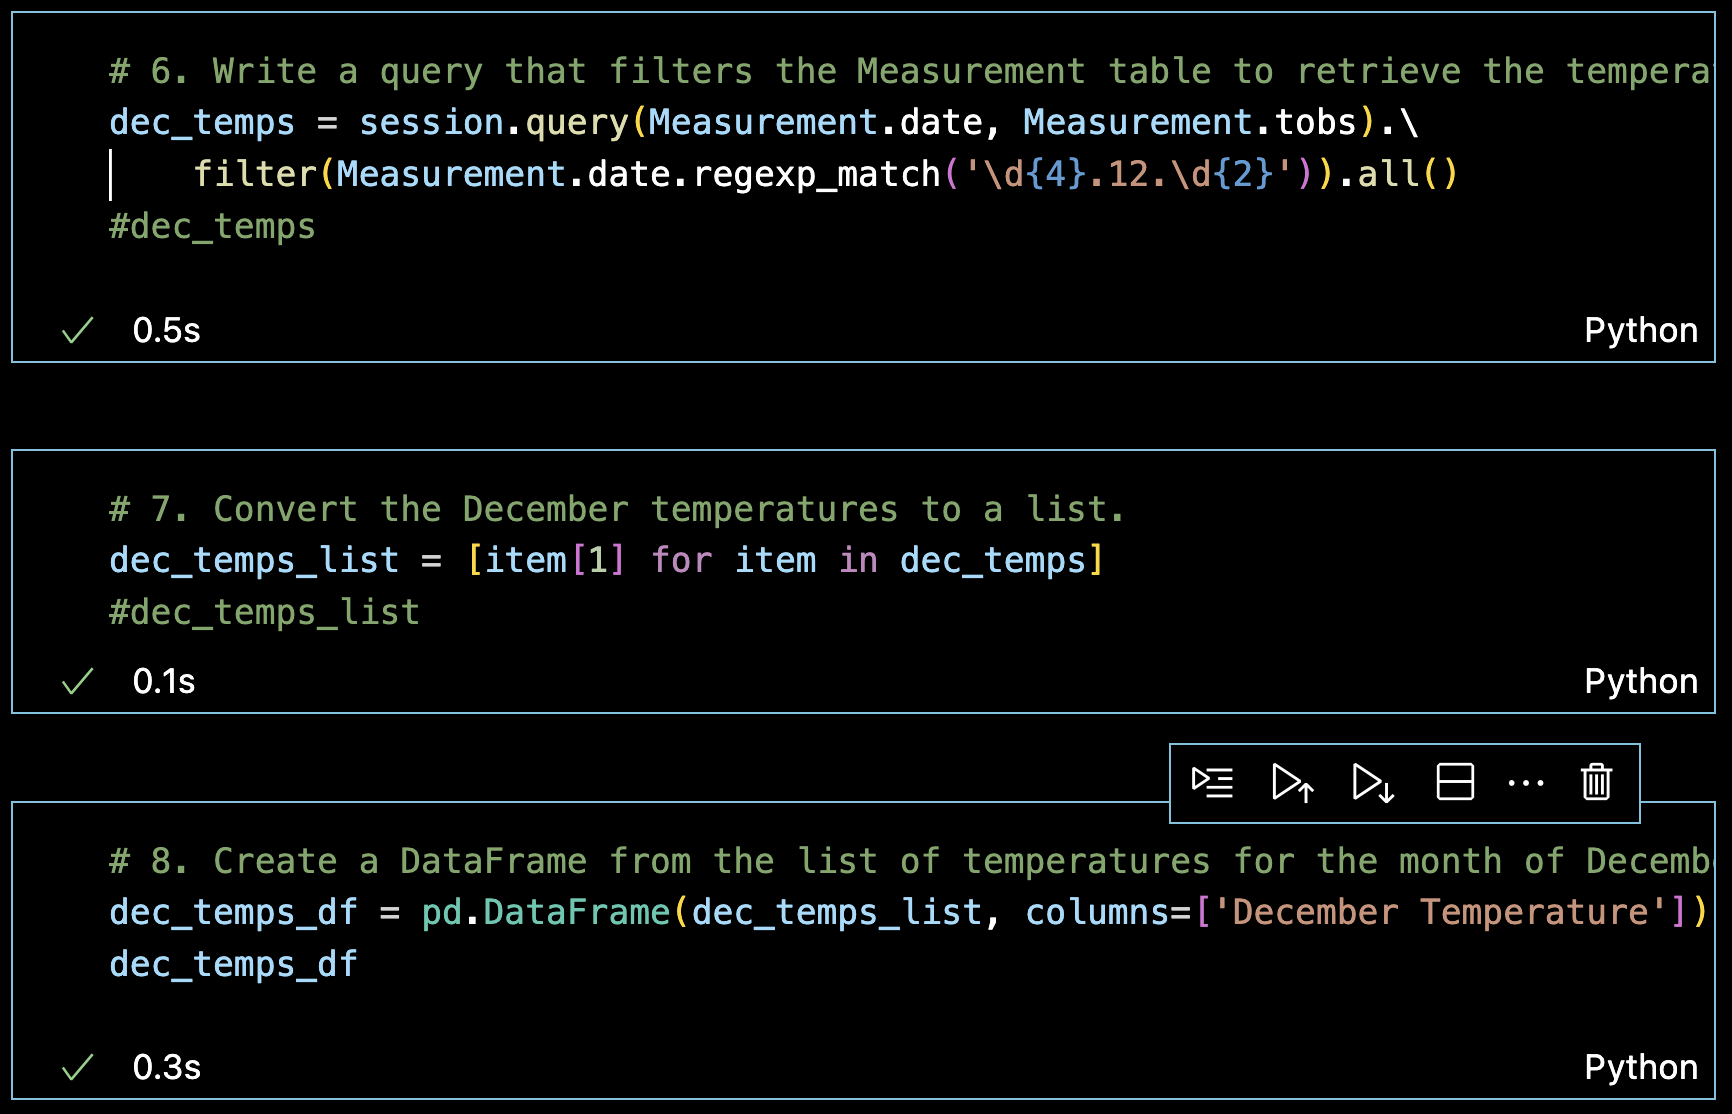 # 6. Write a query that filters the Measurement table to retrieve the
dec_temps = session.query(Measurement.date, Measurement.tobs).\
    filter(Measurement.date.regexp_match('\d{4}.12.\d{2}')).all()
#dec_temps
0.5s
Python
# 7. Convert the December temperatures to a list.
dec_temps_list = [item[1] for item in dec_temps]
#dec_temps_list
0.1s
Python
# 8. Create a DataFrame from the list of temperatures for the month of
dec_temps_df = pd.DataFrame(dec_temps_list, columns=['December Temperature'])
dec_temps_df
0.3s
Python